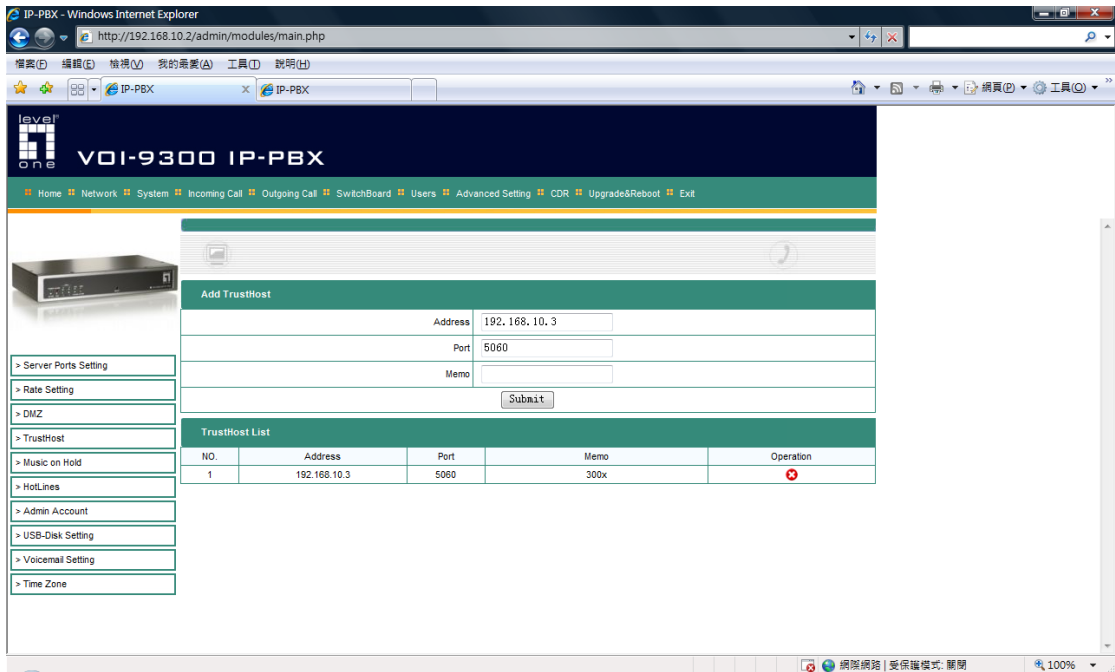 IP-PBX - Windows Internet Explorer
http://192.168.10.2/admin/modules/main.php
檔案(F) 編輯(E) 檢視(V) 我的最愛(A) 工具(T) 說明(H)
IP-PBX x IP-PBX
網頁(P) 工具(O)
level one
VOI-9300 IP-PBX
Home Network System Incoming Call Outgoing Call SwitchBoard Users Advanced Setting CDR Upgrade&Reboot Exit
Add TrustHost
Address 192.168.10.3
Port 5060
Memo
Submit
> Server Ports Setting
> Rate Setting
> DMZ
> TrustHost
> Music on Hold
> HotLines
> Admin Account
> USB-Disk Setting
> Voicemail Setting
> Time Zone
TrustHost List
NO. Address Port Memo Operation
1 192.168.10.3 5060 300x
網際網路 | 受保護模式: 關閉 100%